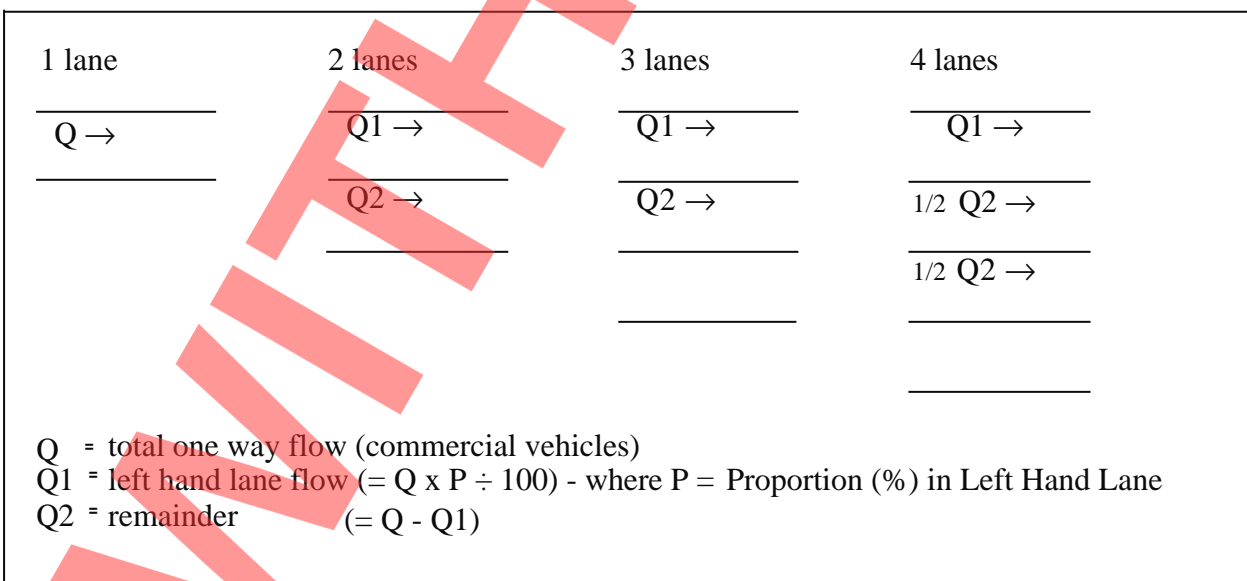 1 lane 2 lanes 3 lanes 4 lanes
Q → Q1 → Q1 → Q1 →
Q2 → Q2 → 1/2 Q2 →
1/2 Q2 →
Q = total one way flow (commercial vehicles)
Q1 = left hand lane flow (= Q x P ÷ 100) - where P = Proportion (%) in Left Hand Lane
Q2 = remainder (= Q - Q1)